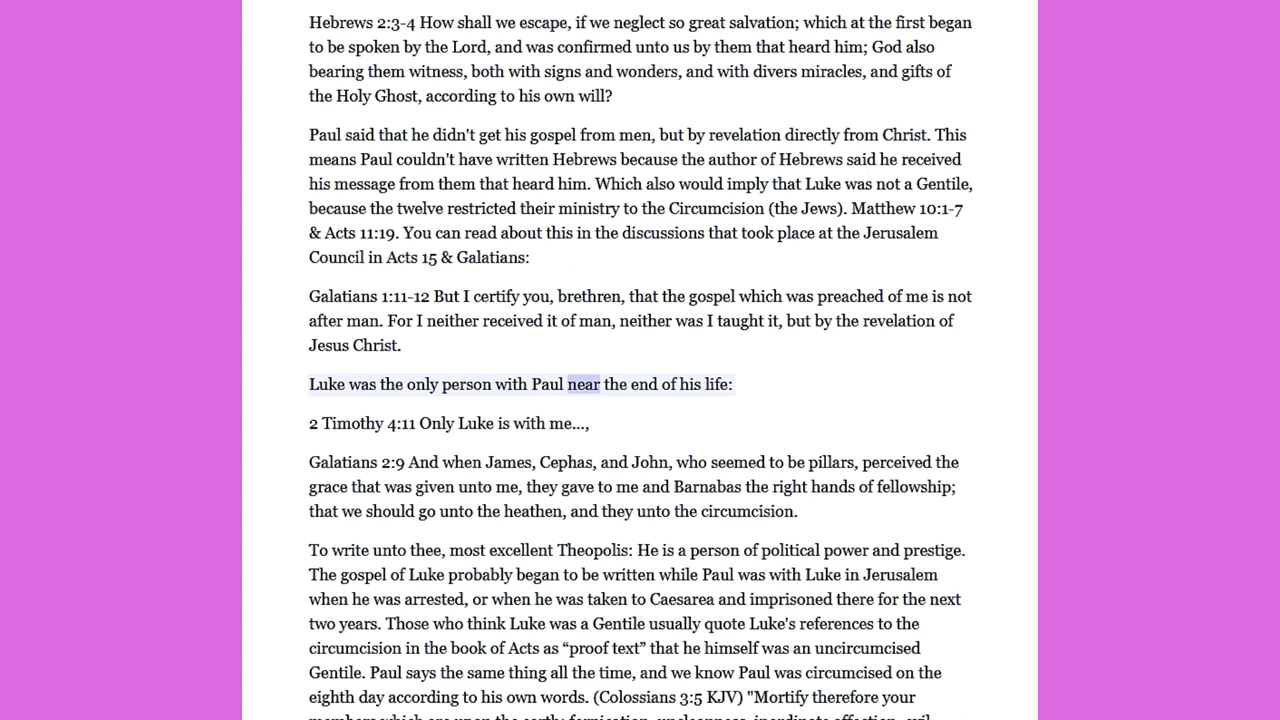 Hebrews 2:3-4 How shall we escape, if we neglect so great salvation; which at the first began
to be spoken by the Lord, and was confirmed unto us by them that heard him; God also
bearing them witness, both with signs and wonders, and with divers miracles, and gifts of
the Holy Ghost, according to his own will?
Paul said that he didn't get his gospel from men, but by revelation directly from Christ. This
means Paul couldn't have written Hebrews because the author of Hebrews said he received
his message from them that heard him. Which also would imply that Luke was not a Gentile,
because the twelve restricted their ministry to the Circumcision (the Jews). Matthew 10:1-7
& Acts 11:19. You can read about this in the discussions that took place at the Jerusalem
Council in Acts 15 & Galatians:
Galatians 1:11-12 But I certify you, brethren, that the gospel which was preached of me is not
after man. For I neither received it of man, neither was I taught it, but by the revelation of
Jesus Christ.
Luke was the only person with Paul near the end of his life:
2 Timothy 4:11 Only Luke is with me...,
Galatians 2:9 And when James, Cephas, and John, who seemed to be pillars, perceived the
grace that was given unto me, they gave to me and Barnabas the right hands of fellowship;
that we should go unto the heathen, and they unto the circumcision.
To write unto thee, most excellent Theopolis: He is a person of political power and prestige.
The gospel of Luke probably began to be written while Paul was with Luke in Jerusalem
when he was arrested, or when he was taken to Caesarea and imprisoned there for the next
two years. Those who think Luke was a Gentile usually quote Luke's references to the
circumcision in the book of Acts as “proof text” that he himself was an uncircumcised
Gentile. Paul says the same thing all the time, and we know Paul was circumcised on the
eighth day according to his own words. (Colossians 3:5 KJV) "Mortify therefore your
members which are upon the earth; fornication, uncleanness, inordinate affection, evil